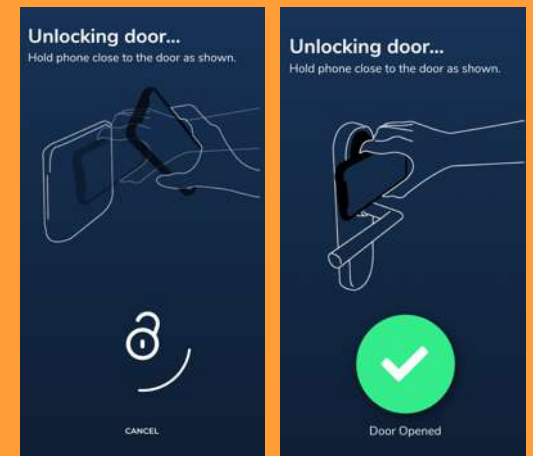 Unlocking door...
Hold phone close to the door as shown.
CANCEL
Unlocking door...
Hold phone close to the door as shown.
Door Opened